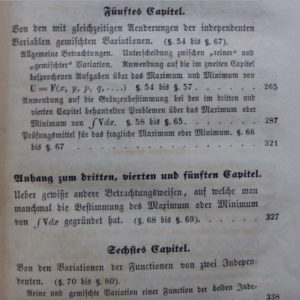 Fünftes Capitel.
Von den mit gleichzeitigen Aenderungen der independenten
Variablen gemischten Variationen. (§. 54 bis §. 67).
Allgemeine Betrachtungen. Unterscheidung zwischen „reiner“ und
„gemischter“ Variation. Anwendung auf die im zweiten Capitel
besprochenen Aufgaben über das Maximum und Minimum von
U = F(x, y, p, q, . . . .) §. 54 bis §. 57 . . . . 265
Anwendung auf die Gränzenbestimmung bei den im dritten und
vierten Capitel behandelten Problemen über das Maximum oder
Minimum von ∫Vdx. §. 58 bis §. 65. . . . 287
Prüfungsmittel für das fragliche Maximum oder Minimum. §. 66
bis §. 67 . . . . 321
Anhang zum dritten, vierten und fünften Capitel.
Ueber gewisse andere Betrachtungsweisen, auf welche man
manchmal die Bestimmung des Maximum oder Minimum
von ∫Vdx gegründet hat. (§. 68 bis §. 69). . . . 327
Sechstes Capitel.
Von den Variationen der Functionen von zwei Indepen-
denten. (§. 70 bis §. 80).
Reine und gemischte Variation einer Function der beiden Inde-
338